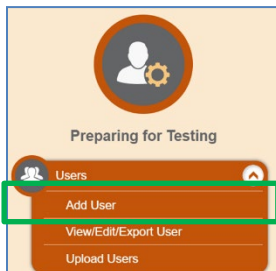 Preparing for Testing
Users
Add User
View/Edit/Export User
Upload Users